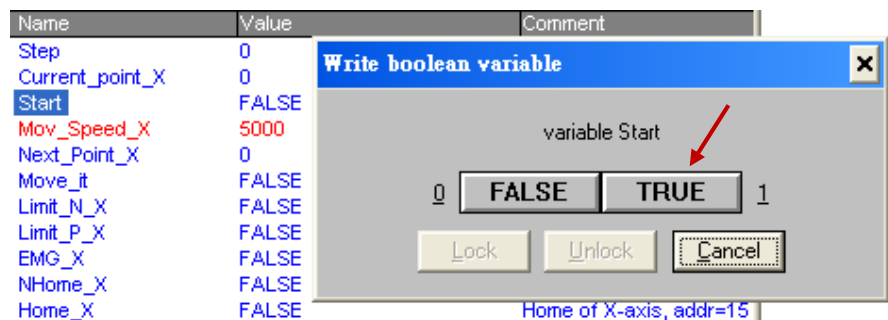 Name Value Comment
Step 0
Current_point_X 0
Start FALSE
Mov_Speed_X 5000
Next_Point_X 0
Move_it FALSE
Limit_N_X FALSE
Limit_P_X FALSE
EMG_X FALSE
NHome_X FALSE
Home_X FALSE Home of X-axis, addr=15
Write boolean variable
variable Start
0 FALSE TRUE 1
Lock Unlock Cancel